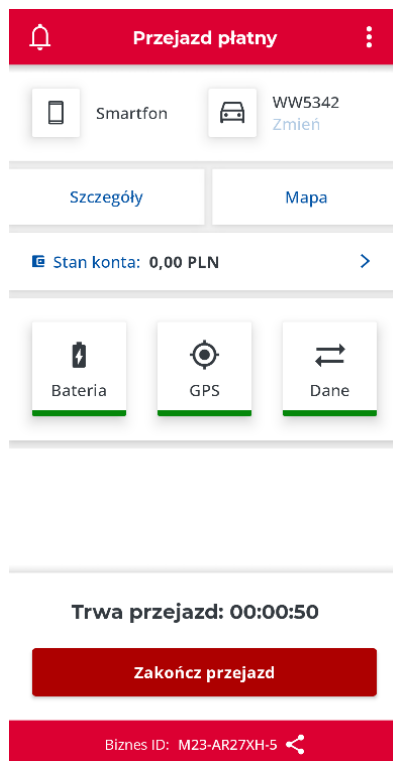 Przejazd płatny
Smartfon
WW5342
Zmień
Szczegóły
Mapa
Stan konta: 0,00 PLN
Bateria
GPS
Dane
Trwa przejazd: 00:00:50
Zakończ przejazd
Biznes ID: M23-AR27XH-5